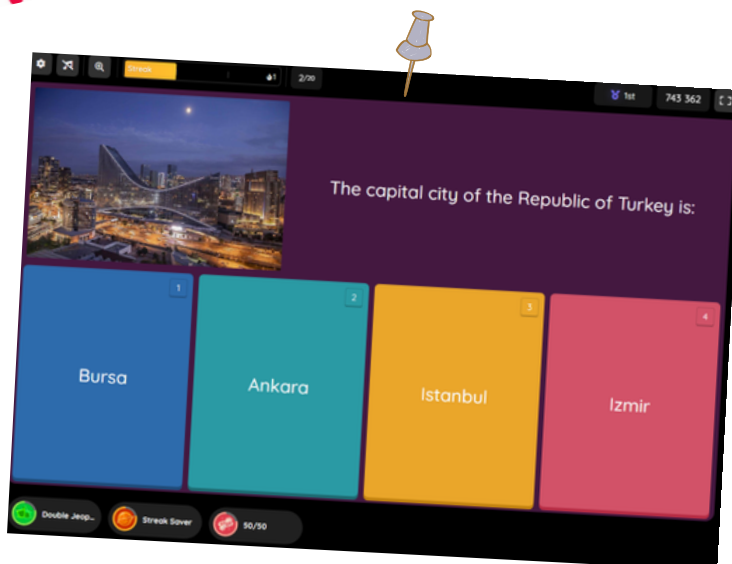 Streak
1
2/20
1st
743 362
The capital city of the Republic of Turkey is:
1
Bursa
2
Ankara
3
Istanbul
4
Izmir
Double Jeop...
Streak Saver
50/50